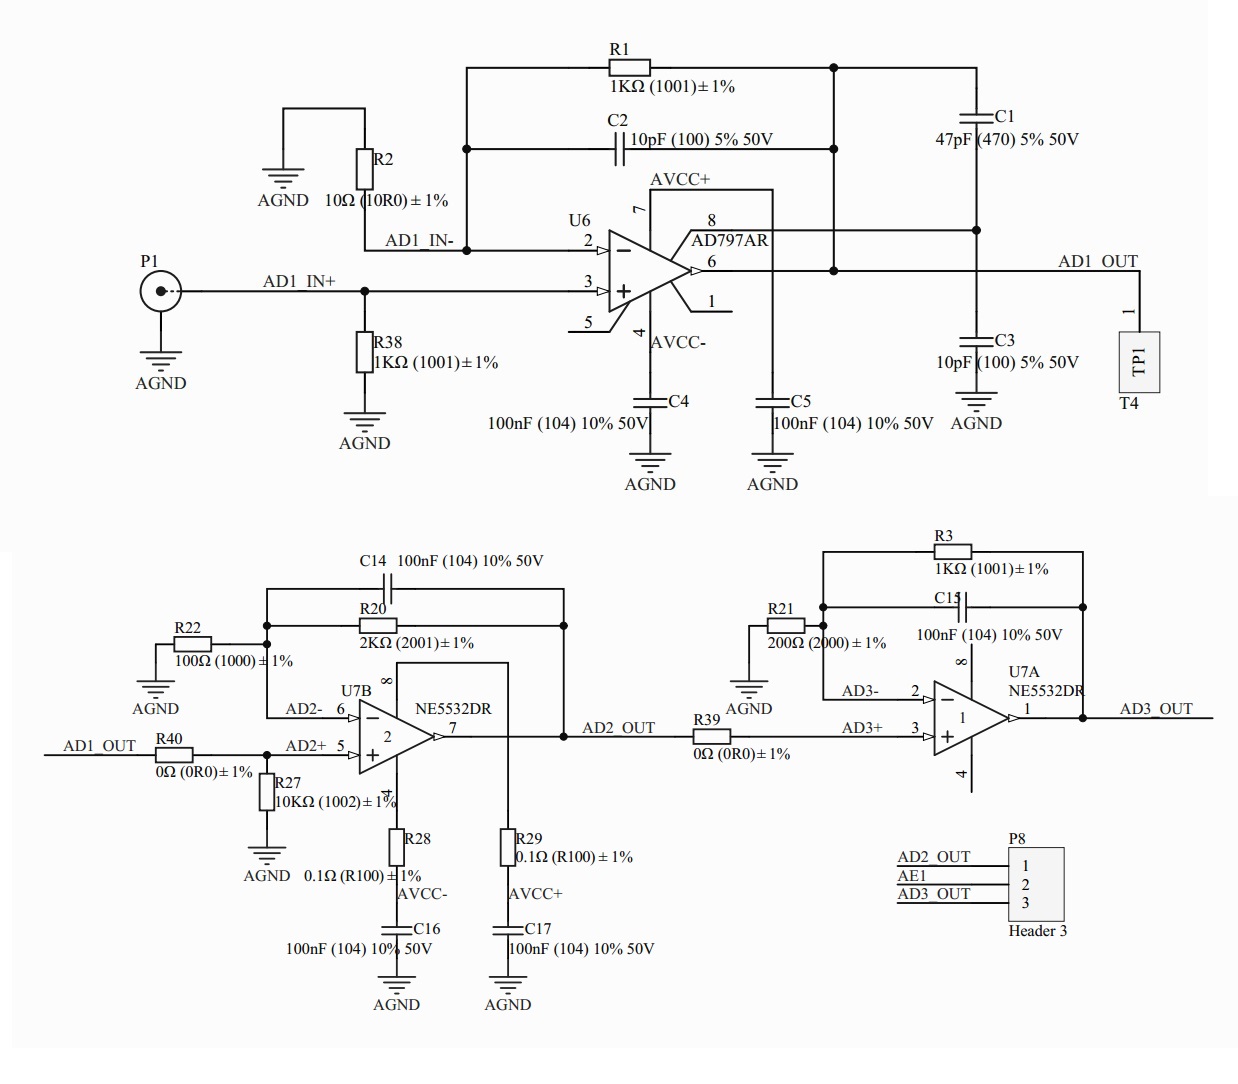 R1
1KΩ (1001)±1%
C2
10pF (100) 5% 50V
C1
47pF (470) 5% 50V
R2
10Ω (10R0)±1%
AGND
AVCC+
7
U6
8
AD797AR
AD1_IN-
2
6
AD1_OUT
P1
AD1_IN+
3
1
5
4
AVCC-
R38
1KΩ (1001)±1%
AGND
AGND
C3
10pF (100) 5% 50V
AGND
1
TP1
T4
C4
100nF (104) 10% 50V
AGND
C5
100nF (104) 10% 50V
AGND
C14 100nF (104) 10% 50V
R20
2KΩ (2001)±1%
R22
100Ω (1000)±1%
AGND
8
U7B
NE5532DR
AD2- 6
7
AD2_OUT
2
AD1_OUT
R40
0Ω (0R0)±1%
AD2+ 5
4
R27
10KΩ (1002)±1%
AGND
R28
0.1Ω (R100)±1%
AVCC-
R29
0.1Ω (R100)±1%
AVCC+
C16
100nF (104) 10% 50V
AGND
C17
100nF (104) 10% 50V
AGND
R3
1KΩ (1001)±1%
C15
100nF (104) 10% 50V
R21
200Ω (2000)±1%
AGND
8
U7A
NE5532DR
AD3- 2
1
1
AD3_OUT
R39
0Ω (0R0)±1%
AD3+ 3
4
P8
AD2_OUT 1
AE1 2
AD3_OUT 3
Header 3